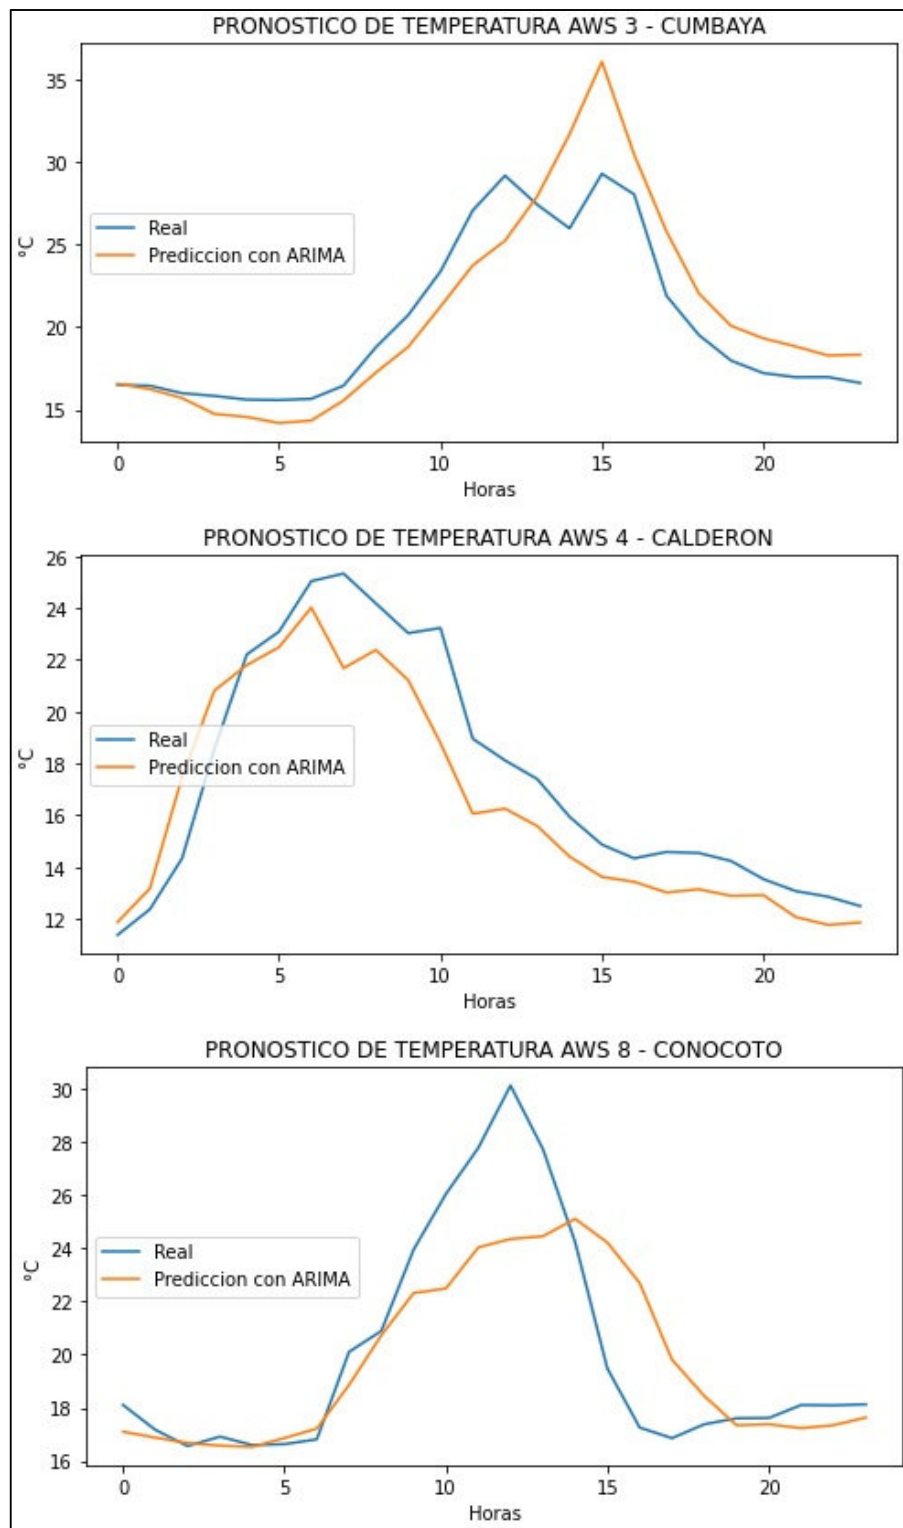 PRONOSTICO DE TEMPERATURA AWS 3 - CUMBAYA
35
30
25
20
15
°C
Real
Prediccion con ARIMA
0 5 10 15 20
Horas
PRONOSTICO DE TEMPERATURA AWS 4 - CALDERON
26
24
22
20
18
16
14
12
°C
Real
Prediccion con ARIMA
0 5 10 15 20
Horas
PRONOSTICO DE TEMPERATURA AWS 8 - CONOCOTO
30
28
26
24
22
20
18
16
°C
Real
Prediccion con ARIMA
0 5 10 15 20
Horas